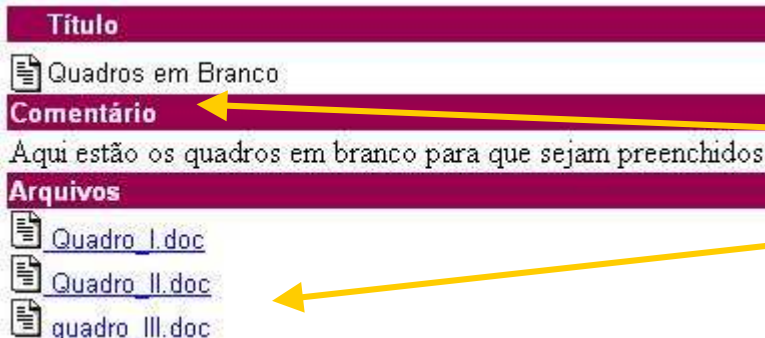 Título
Quadros em Branco
Comentário
Aqui estão os quadros em branco para que sejam preenchidos
Arquivos
Quadro_I.doc
Quadro_II.doc
quadro_III.doc